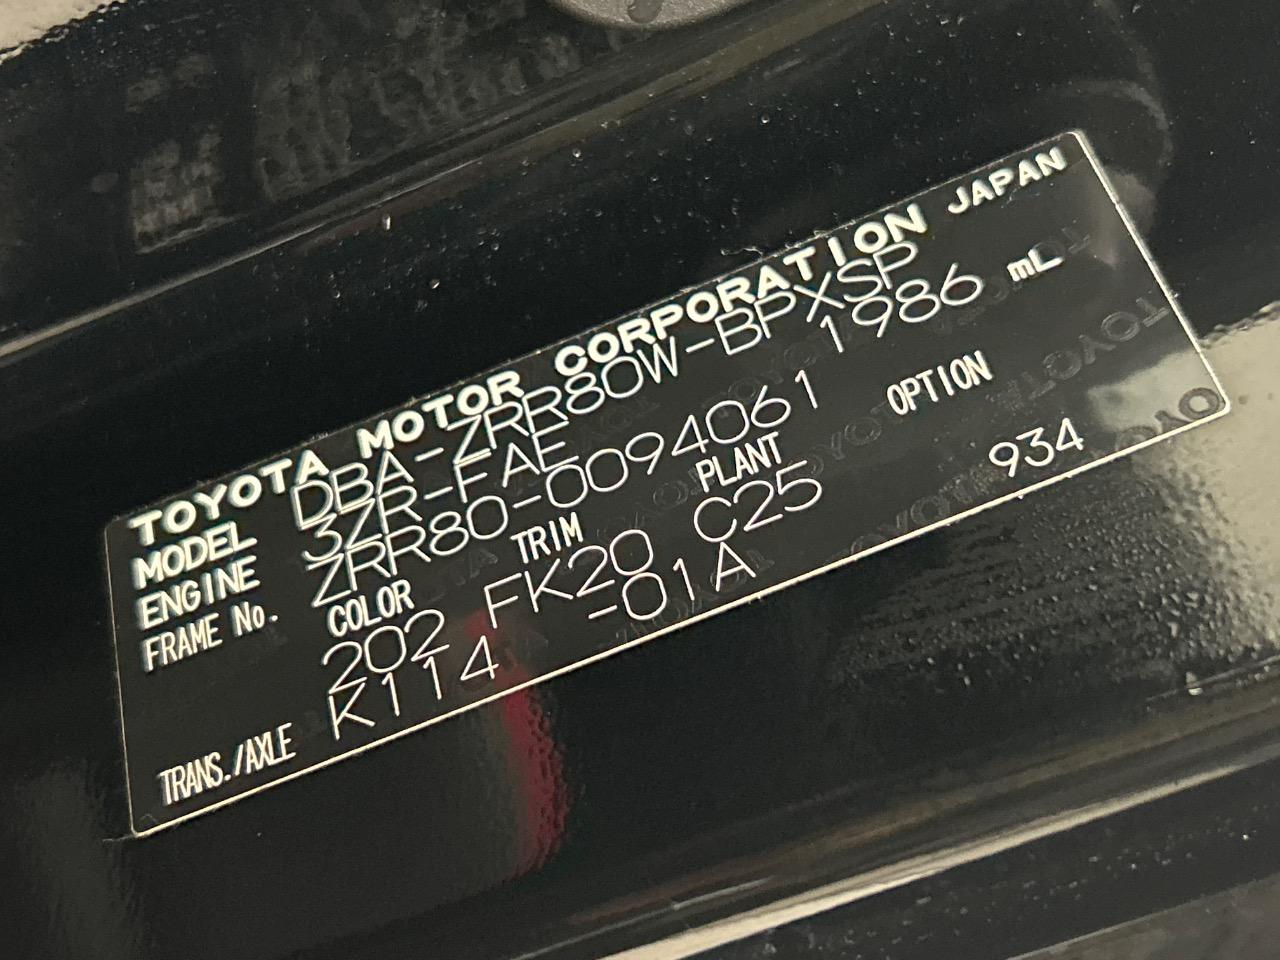 TOYOTA MOTOR CORPORATION JAPAN
MODEL DBA-ZRR80W-BPXSP
ENGINE 3ZR-FAE 1986 mL
FRAME No. ZRR80-0094061
COLOR TRIM PLANT OPTION
202 FK20 C25 934
TRANS./AXLE K114 -01A